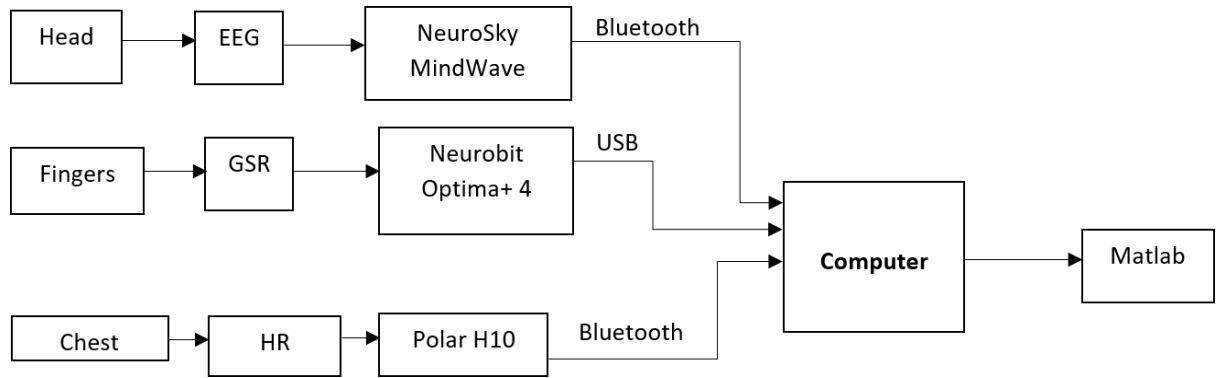 Head
EEG
NeuroSky
MindWave
Bluetooth
Fingers
GSR
Neurobit
Optima+ 4
USB
Computer
Matlab
Chest
HR
Polar H10
Bluetooth